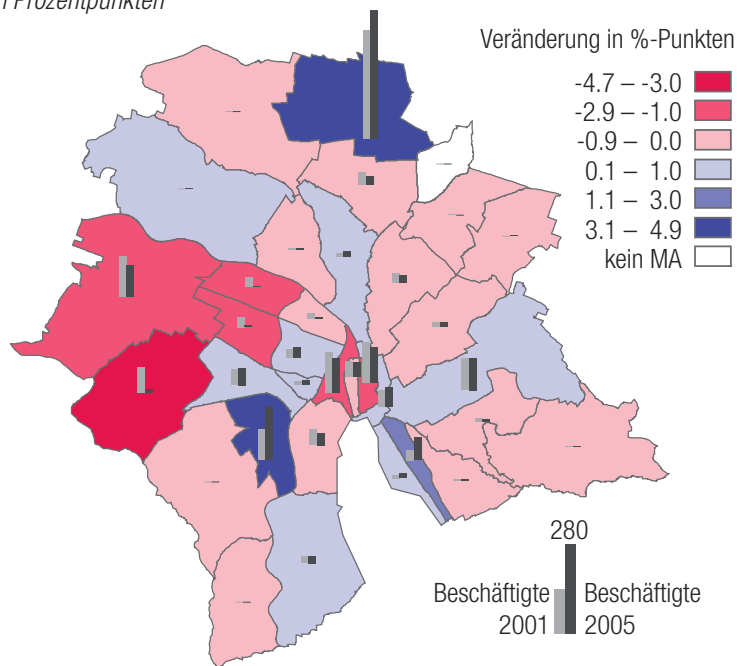 n Prozentpunkten
Veränderung in %-Punkten
-4.7 – -3.0
-2.9 – -1.0
-0.9 – 0.0
0.1 – 1.0
1.1 – 3.0
3.1 – 4.9
kein MA
280
Beschäftigte Beschäftigte
2001 2005